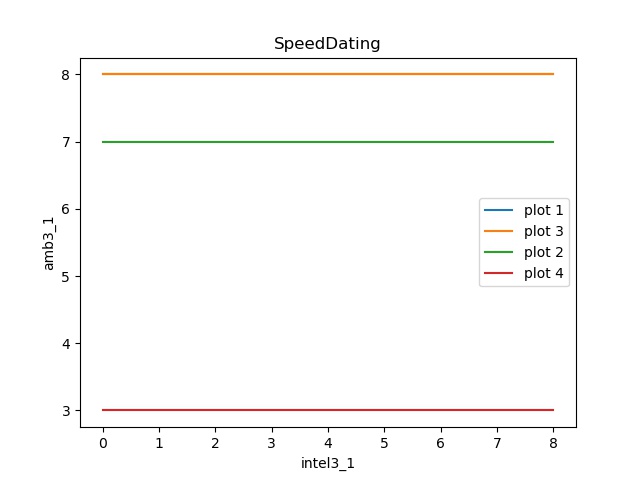 SpeedDating
amb3_1
8
7
6
5
4
3
plot 1
plot 3
plot 2
plot 4
0 1 2 3 4 5 6 7 8
intel3_1